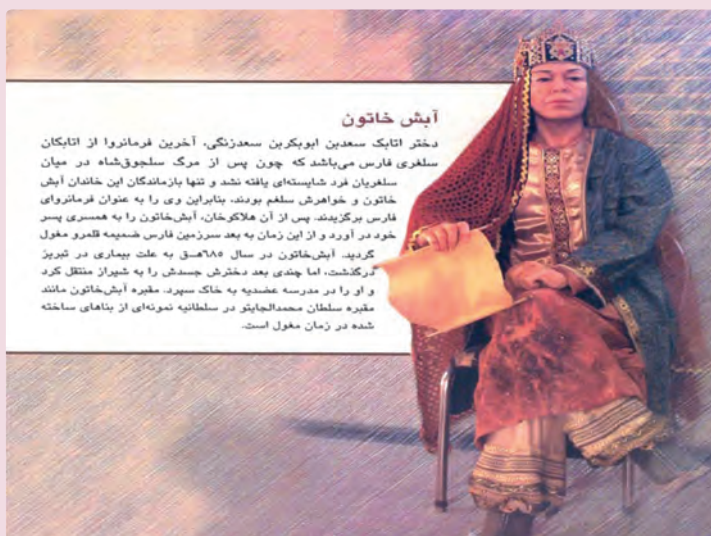 آبش خاتون
دختر اتابک سعدبن ابوبکربن سعدزنگی، آخرین فرمانروا از اتابکان
سلغری فارس می‌باشد که چون پس از مرگ سلجوق‌شاه در میان
سلغریان فرد شایسته‌ای یافته نشد و تنها بازماندگان این خاندان آبش
خاتون و خواهرش سلغم بودند، بنابراین وی را به عنوان فرمانروای
فارس برگزیدند. پس از آن هلاکوخان، آبش‌خاتون را به همسری پسر
خود در آورد و از این زمان به بعد سرزمین فارس ضمیمه قلمرو مغول
گردید. آبش‌خاتون در سال ۶۸۵هـ‌ـق به علت بیماری در تبریز
درگذشت، اما چندی بعد دخترش جسدش را به شیراز منتقل کرد
و او را در مدرسه عضدیه به خاک سپرد. مقبره آبش‌خاتون مانند
مقبره سلطان محمدالجایتو در سلطانیه نمونه‌ای از بناهای ساخته
شده در زمان مغول است.